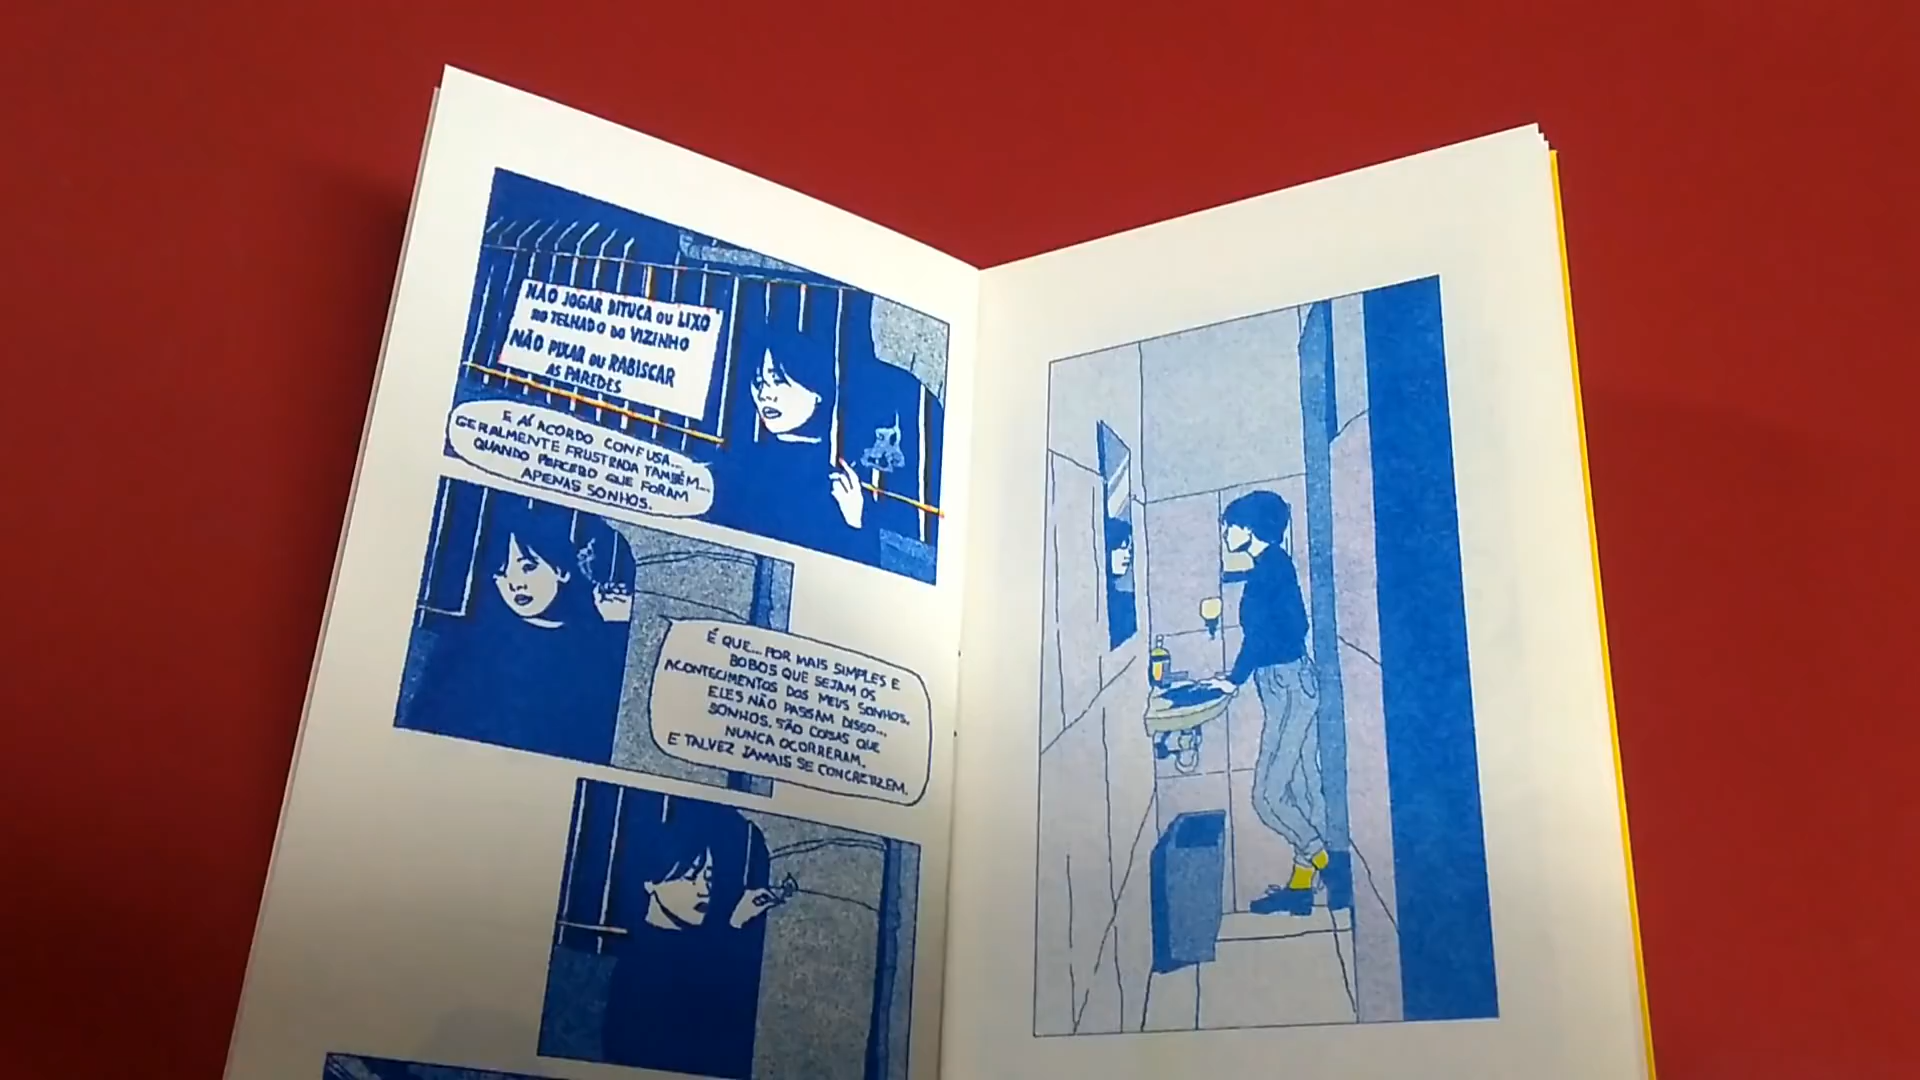 NÃO JOGAR BITUCA OU LIXO
NO TELHADO DO VIZINHO
NÃO PIXAR OU RABISCAR
AS PAREDES
E AÍ ACORDO CONFUSA...
GERALMENTE FRUSTRADA TAMBÉM...
QUANDO PERCEBO QUE FORAM
APENAS SONHOS.
É QUE... POR MAIS SIMPLES E
BOBOS QUE SEJAM OS
ACONTECIMENTOS DOS MEUS SONHOS,
ELES NÃO PASSAM DISSO...
SONHOS. SÃO COISAS QUE
NUNCA OCORRERAM.
E TALVEZ JAMAIS SE CONCRETIZEM.